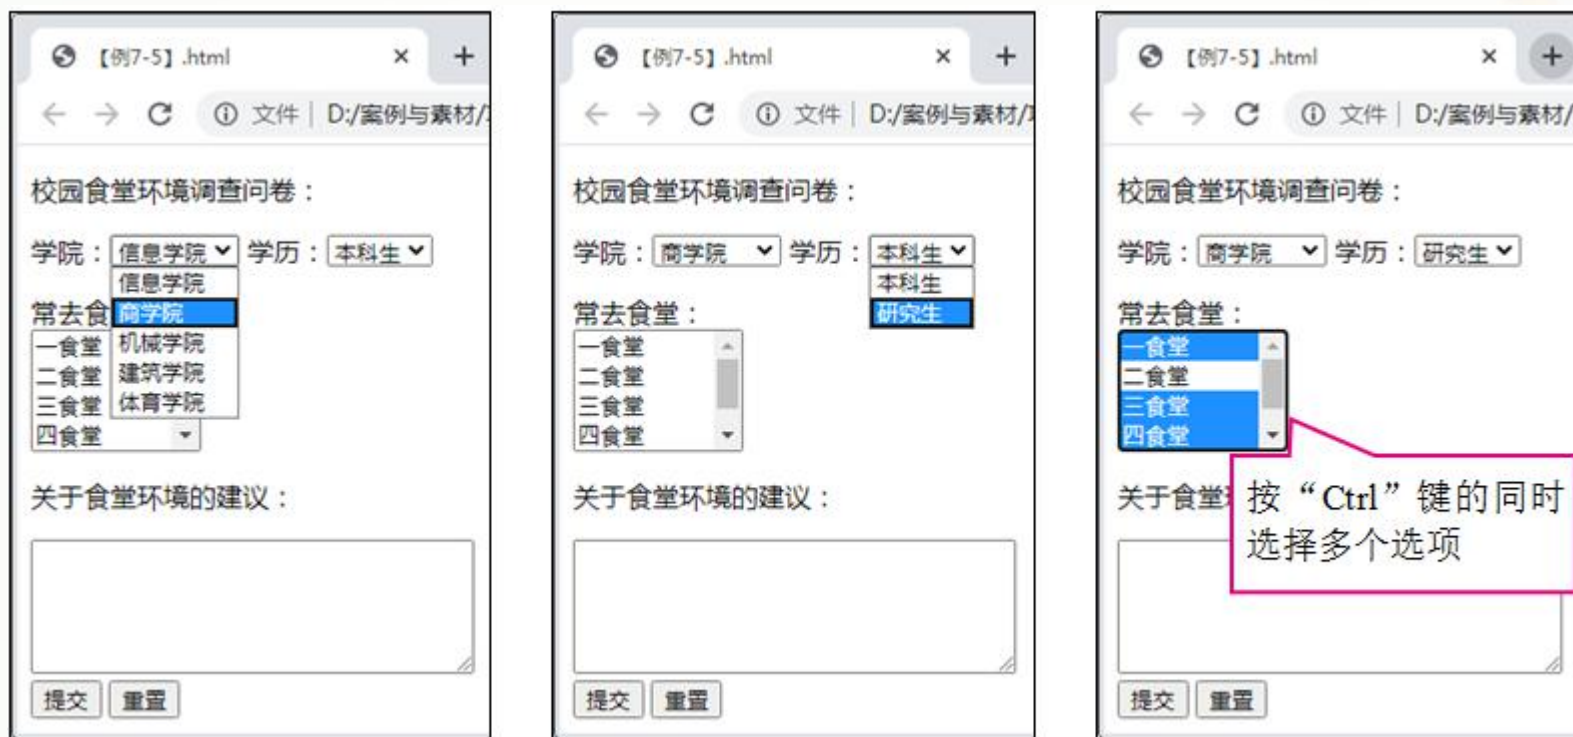 【例7-5】.html
文件 | D:/案例与素材/
校园食堂环境调查问卷：
学院：信息学院 学历：本科生
信息学院
常去食 商学院
一食堂 机械学院
二食堂 建筑学院
三食堂 体育学院
四食堂
关于食堂环境的建议：
提交 重置
【例7-5】.html
文件 | D:/案例与素材/
校园食堂环境调查问卷：
学院：商学院 学历：本科生
本科生
常去食堂： 研究生
一食堂
二食堂
三食堂
四食堂
关于食堂环境的建议：
提交 重置
【例7-5】.html
文件 | D:/案例与素材/
校园食堂环境调查问卷：
学院：商学院 学历：研究生
常去食堂：
一食堂
二食堂
三食堂
四食堂
关于食堂
按“Ctrl”键的同时
选择多个选项
提交 重置